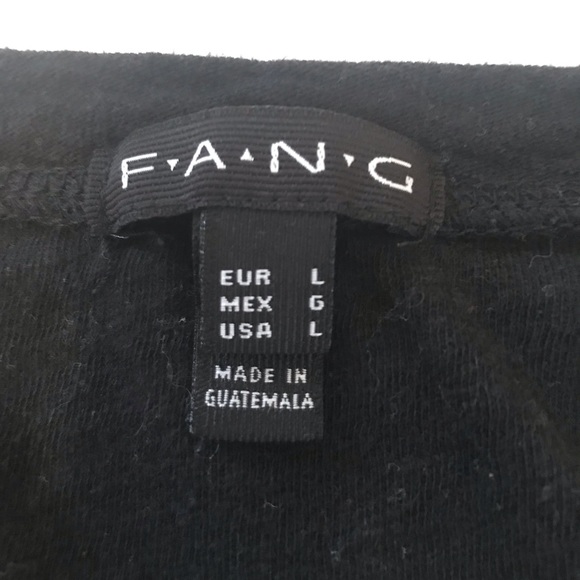 F▾A▴N▾G
EUR L
MEX G
USA L
MADE IN
GUATEMALA